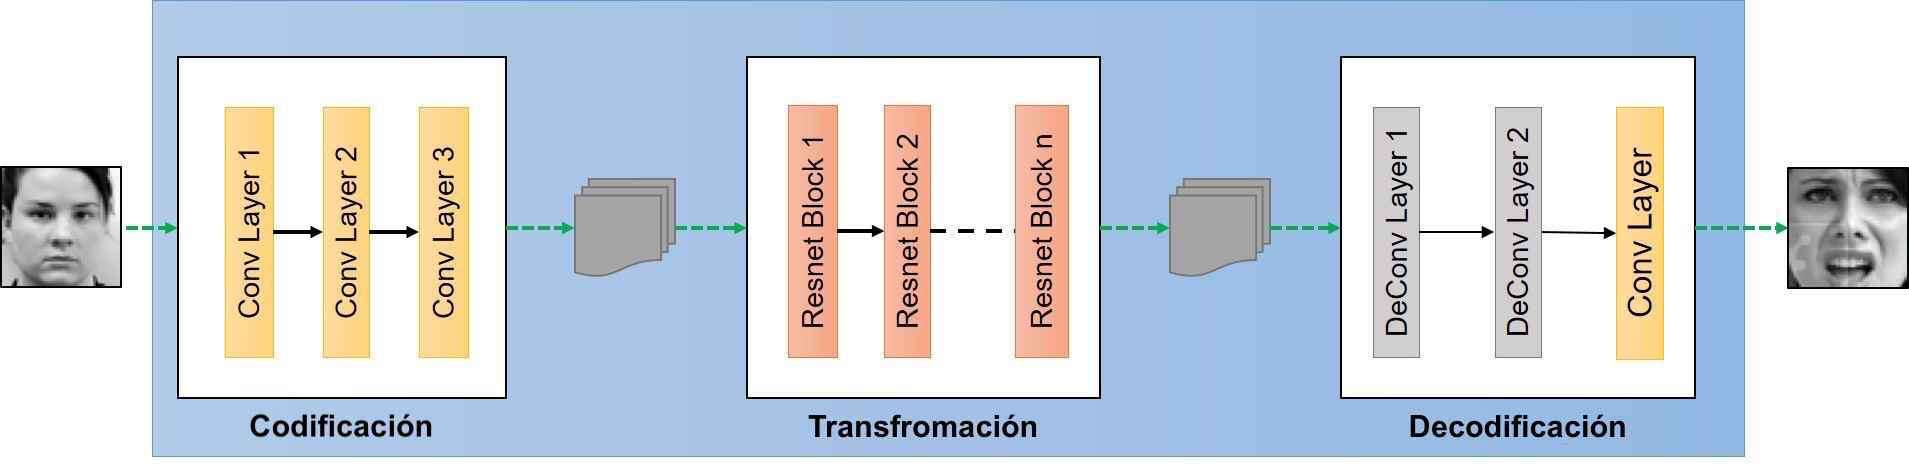 Conv Layer 1
Conv Layer 2
Conv Layer 3
Codificación
Resnet Block 1
Resnet Block 2
Resnet Block n
Transfromación
DeConv Layer 1
DeConv Layer 2
Conv Layer
Decodificación